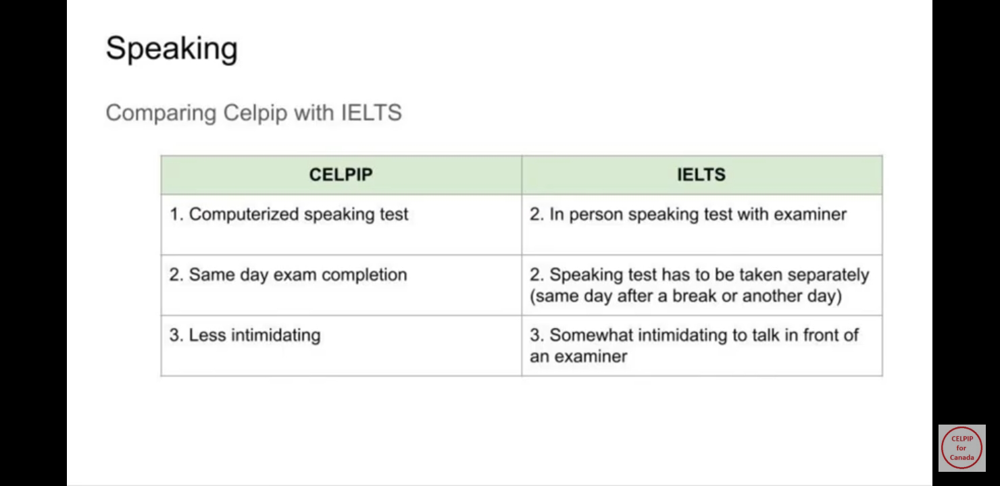 Speaking
Comparing Celpip with IELTS
CELPIP
IELTS
1. Computerized speaking test
2. In person speaking test with examiner
2. Same day exam completion
2. Speaking test has to be taken separately
(same day after a break or another day)
3. Less intimidating
3. Somewhat intimidating to talk in front of
an examiner
CELPIP
for
Canada